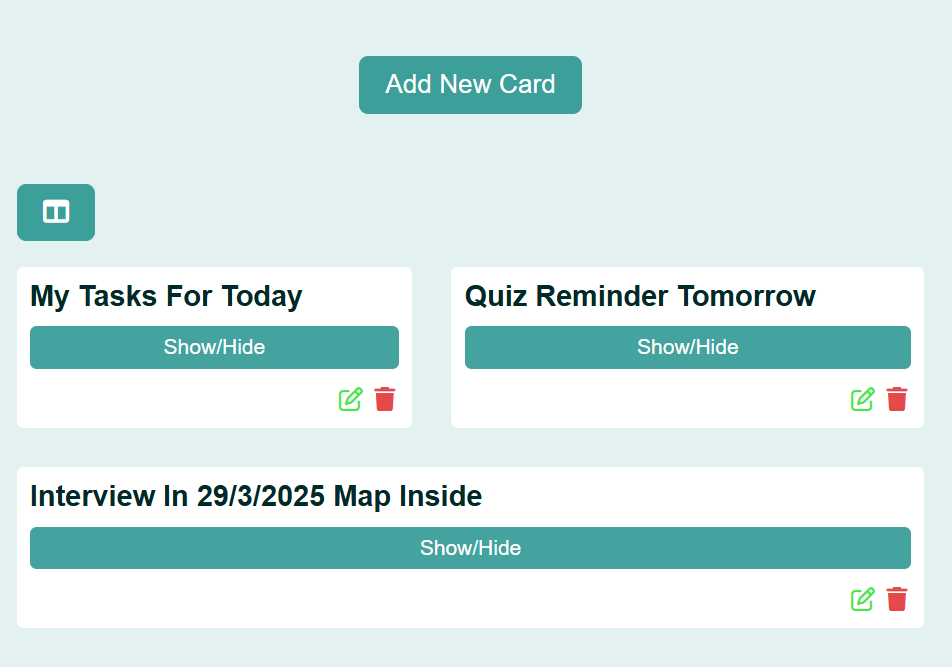 Add New Card
My Tasks For Today
Show/Hide
Quiz Reminder Tomorrow
Show/Hide
Interview In 29/3/2025 Map Inside
Show/Hide